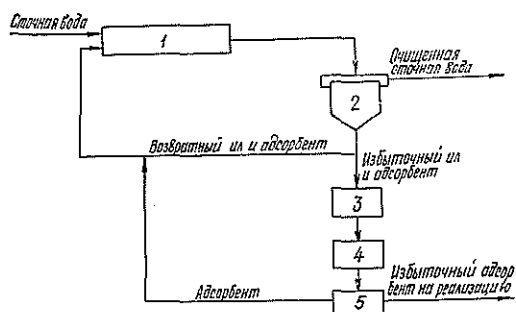 Сточная вода
1
Очищенная
сточная вода
2
Возвратный ил и адсорбент
Избыточный ил
и адсорбент
3
4
Адсорбент
5
Избыточный адсор
бент на реализацию